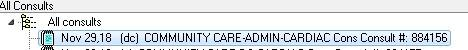 All Consults
All consults
Nov 29,18 (dc) COMMUNITY CARE-ADMIN-CARDIAC Cons Consult #: 884156